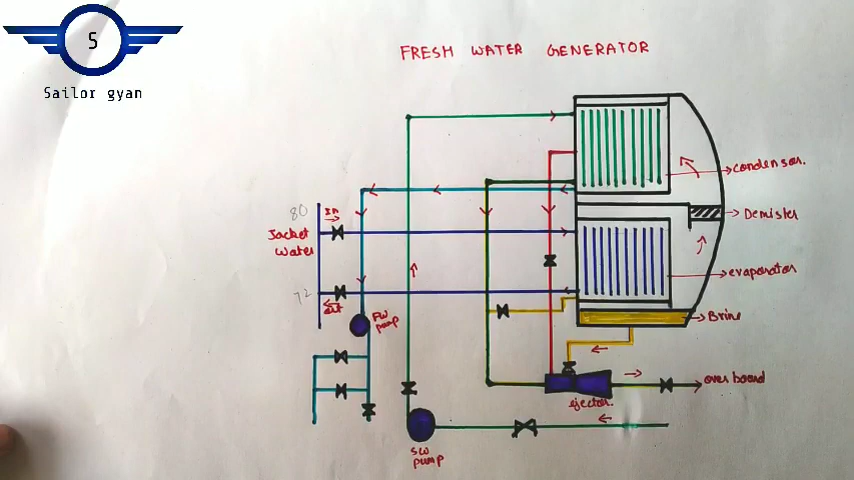 S
Sailor gyan
FRESH WATER GENERATOR
condensor.
Demister
evaporator
Brine
over board
ejector.
80
In
Jacket
Water
72
out
FW
pump
SW
pump